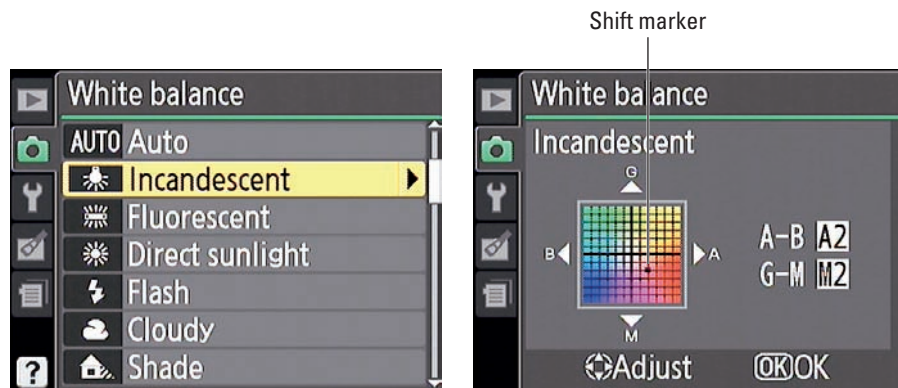 Shift marker
White balance
AUTO Auto
Incandescent
Fluorescent
Direct sunlight
Flash
Cloudy
? Shade
White balance
Incandescent
G
B A
A-B A2
G-M M2
M
Adjust OK OK